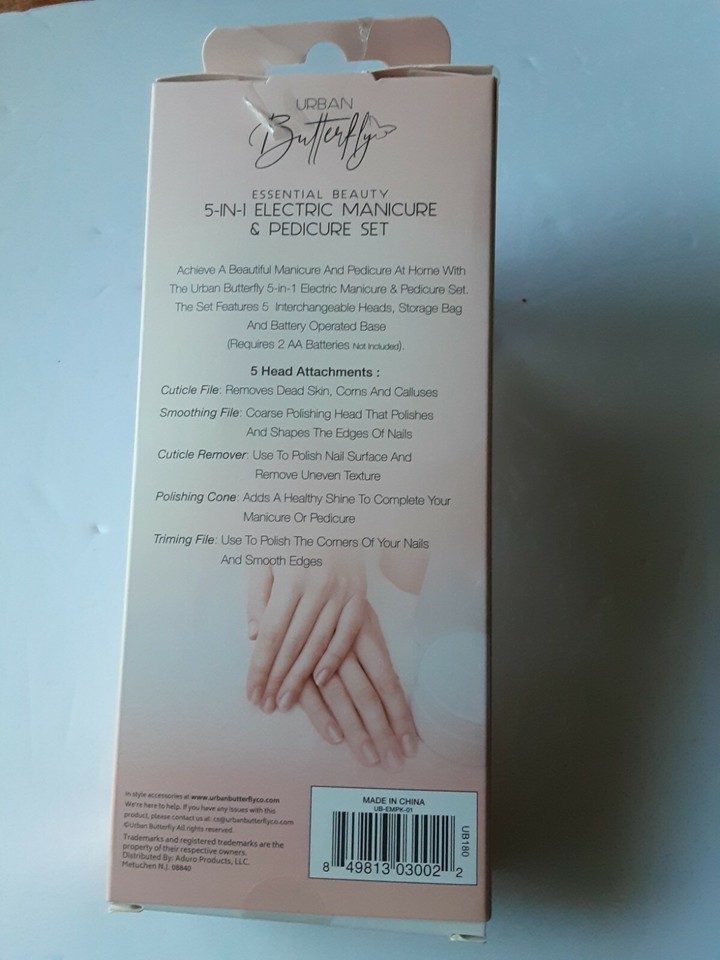 URBAN
Butterfly
ESSENTIAL BEAUTY
5-IN-1 ELECTRIC MANICURE
& PEDICURE SET
Achieve A Beautiful Manicure And Pedicure At Home With
The Urban Butterfly 5-in-1 Electric Manicure & Pedicure Set.
The Set Features 5 Interchangeable Heads, Storage Bag
And Battery Operated Base
(Requires 2 AA Batteries Not Included).
5 Head Attachments :
Cuticle File: Removes Dead Skin, Corns And Calluses
Smoothing File: Coarse Polishing Head That Polishes
And Shapes The Edges Of Nails
Cuticle Remover: Use To Polish Nail Surface And
Remove Uneven Texture
Polishing Cone: Adds A Healthy Shine To Complete Your
Manicure Or Pedicure
Triming File: Use To Polish The Corners Of Your Nails
And Smooth Edges
In style accessories at www.urbanbutterflyco.com
We're here to help. If you have any issues with this
product, please contact us at: cs@urbanbutterflyco.com
©Urban Butterfly All rights reserved.
Trademarks and registered trademarks are the
property of their respective owners.
Distributed By: Aduro Products, LLC.
Metuchen N.J. 08840
MADE IN CHINA
UB-EMPK-01
UB180
8 49813 03002 2